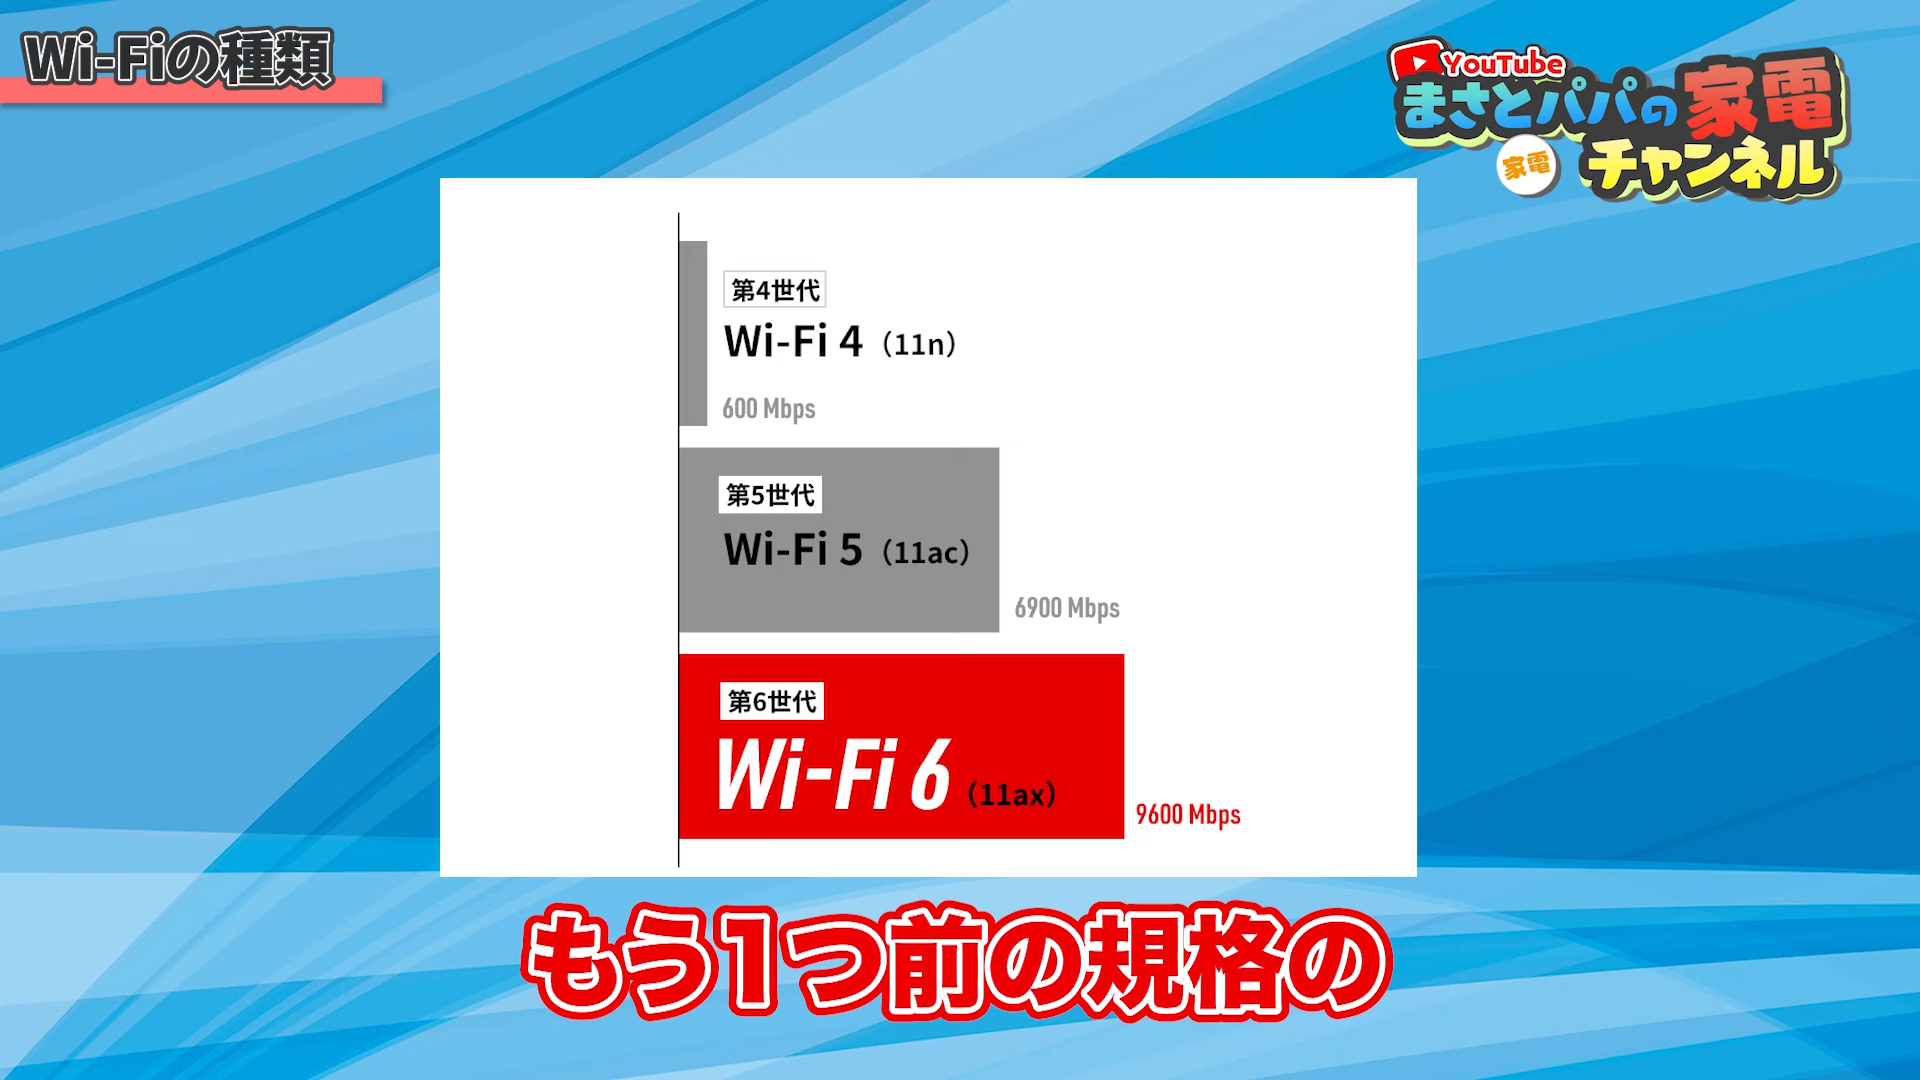 Wi-Fiの種類
YouTube
まさとパパの家電
家電
チャンネル
第4世代
Wi-Fi 4（11n）
600 Mbps
第5世代
Wi-Fi 5（11ac）
6900 Mbps
第6世代
Wi-Fi 6（11ax）
9600 Mbps
もう1つ前の規格の